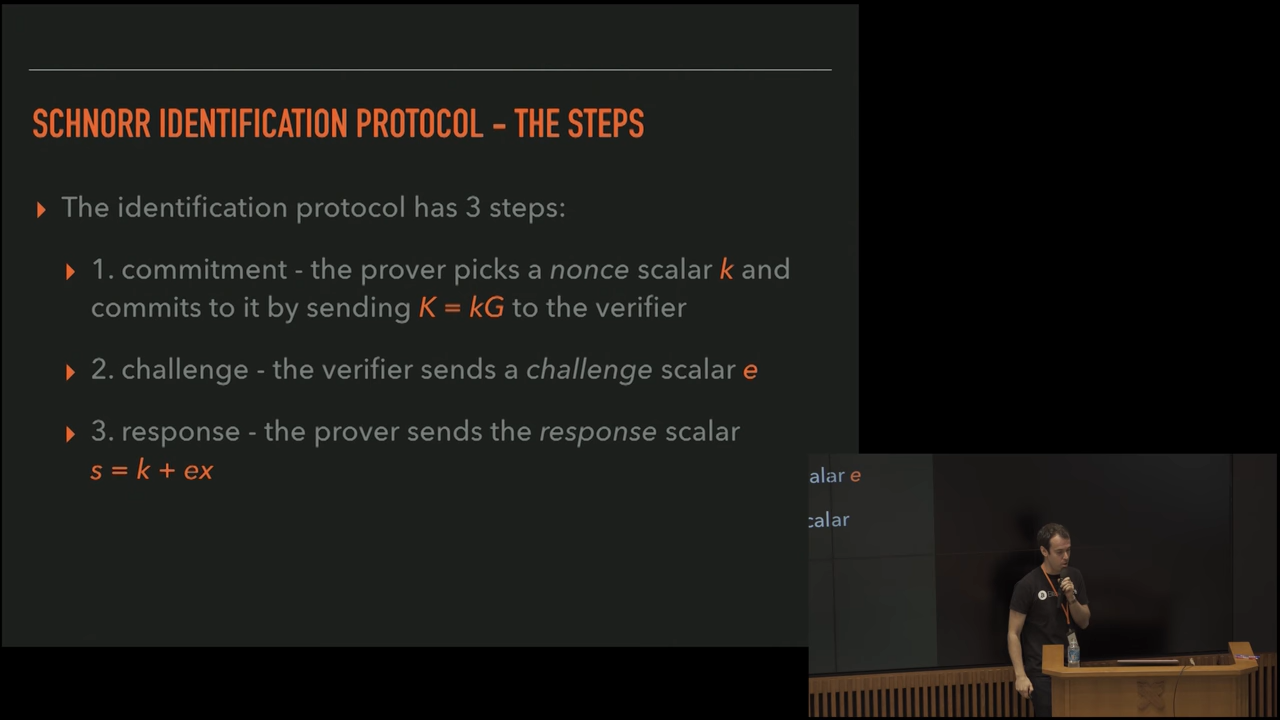 SCHNORR IDENTIFICATION PROTOCOL – THE STEPS
The identification protocol has 3 steps:
1. commitment - the prover picks a nonce scalar k and
commits to it by sending K = kG to the verifier
2. challenge - the verifier sends a challenge scalar e
3. response - the prover sends the response scalar
s = k + ex
alar e
calar